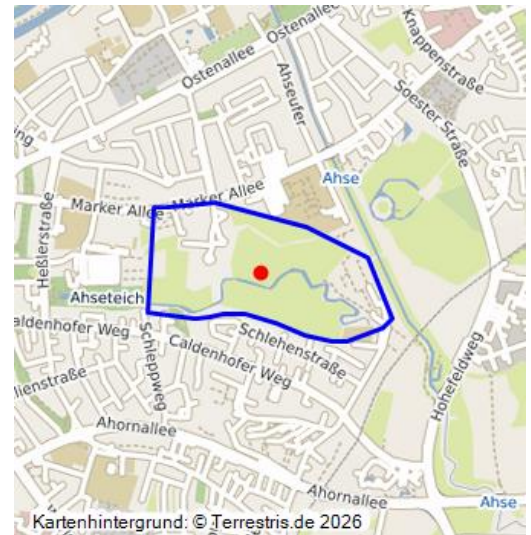 Ostenallee
Knappenstraße
Ostenallee
Ahseufer
Soester Straße
Ahse
Marker Allee
Marker Allee
Heßlerstraße
Ahseteich
Caldenhofer Weg
Schleppweg
Schlehenstraße
Caldenhofer Weg
Hohefeldweg
Ahornallee
Ahornallee
Ahse
Kartenhintergrund: © Terrestris.de 2026